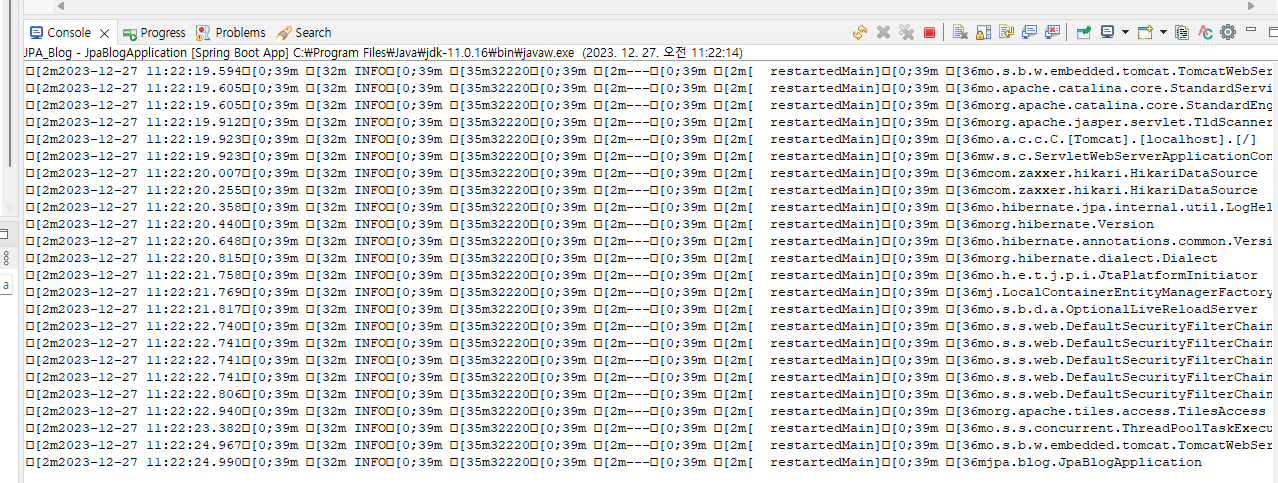 Console Progress Problems Search
JPA_Blog - JpaBlogApplication [Spring Boot App] C:₩Program Files₩Java₩jdk-11.0.16₩bin₩javaw.exe (2023. 12. 27. 오전 11:22:14)
[2m2023-12-27 11:22:19.594[0;39m [32m INFO[0;39m [35m32220[0;39m [2m---[0;39m [2m[ restartedMain][0;39m [36mo.s.b.w.embedded.tomcat.TomcatWebSer
[2m2023-12-27 11:22:19.605[0;39m [32m INFO[0;39m [35m32220[0;39m [2m---[0;39m [2m[ restartedMain][0;39m [36mo.apache.catalina.core.StandardServi
[2m2023-12-27 11:22:19.605[0;39m [32m INFO[0;39m [35m32220[0;39m [2m---[0;39m [2m[ restartedMain][0;39m [36morg.apache.catalina.core.StandardEng
[2m2023-12-27 11:22:19.912[0;39m [32m INFO[0;39m [35m32220[0;39m [2m---[0;39m [2m[ restartedMain][0;39m [36morg.apache.jasper.servlet.TldScanner
[2m2023-12-27 11:22:19.923[0;39m [32m INFO[0;39m [35m32220[0;39m [2m---[0;39m [2m[ restartedMain][0;39m [36mo.a.c.c.C.[Tomcat].[localhost].[/]
[2m2023-12-27 11:22:19.923[0;39m [32m INFO[0;39m [35m32220[0;39m [2m---[0;39m [2m[ restartedMain][0;39m [36mw.s.c.ServletWebServerApplicationCon
[2m2023-12-27 11:22:20.007[0;39m [32m INFO[0;39m [35m32220[0;39m [2m---[0;39m [2m[ restartedMain][0;39m [36mcom.zaxxer.hikari.HikariDataSource
[2m2023-12-27 11:22:20.255[0;39m [32m INFO[0;39m [35m32220[0;39m [2m---[0;39m [2m[ restartedMain][0;39m [36mcom.zaxxer.hikari.HikariDataSource
[2m2023-12-27 11:22:20.358[0;39m [32m INFO[0;39m [35m32220[0;39m [2m---[0;39m [2m[ restartedMain][0;39m [36mo.hibernate.jpa.internal.util.LogHel
[2m2023-12-27 11:22:20.440[0;39m [32m INFO[0;39m [35m32220[0;39m [2m---[0;39m [2m[ restartedMain][0;39m [36morg.hibernate.Version
[2m2023-12-27 11:22:20.648[0;39m [32m INFO[0;39m [35m32220[0;39m [2m---[0;39m [2m[ restartedMain][0;39m [36mo.hibernate.annotations.common.Versi
[2m2023-12-27 11:22:20.815[0;39m [32m INFO[0;39m [35m32220[0;39m [2m---[0;39m [2m[ restartedMain][0;39m [36morg.hibernate.dialect.Dialect
[2m2023-12-27 11:22:21.758[0;39m [32m INFO[0;39m [35m32220[0;39m [2m---[0;39m [2m[ restartedMain][0;39m [36mo.h.e.t.j.p.i.JtaPlatformInitiator
[2m2023-12-27 11:22:21.769[0;39m [32m INFO[0;39m [35m32220[0;39m [2m---[0;39m [2m[ restartedMain][0;39m [36mj.LocalContainerEntityManagerFactory
[2m2023-12-27 11:22:21.817[0;39m [32m INFO[0;39m [35m32220[0;39m [2m---[0;39m [2m[ restartedMain][0;39m [36mo.s.b.d.a.OptionalLiveReloadServer
[2m2023-12-27 11:22:22.740[0;39m [32m INFO[0;39m [35m32220[0;39m [2m---[0;39m [2m[ restartedMain][0;39m [36mo.s.s.web.DefaultSecurityFilterChain
[2m2023-12-27 11:22:22.741[0;39m [32m INFO[0;39m [35m32220[0;39m [2m---[0;39m [2m[ restartedMain][0;39m [36mo.s.s.web.DefaultSecurityFilterChain
[2m2023-12-27 11:22:22.741[0;39m [32m INFO[0;39m [35m32220[0;39m [2m---[0;39m [2m[ restartedMain][0;39m [36mo.s.s.web.DefaultSecurityFilterChain
[2m2023-12-27 11:22:22.741[0;39m [32m INFO[0;39m [35m32220[0;39m [2m---[0;39m [2m[ restartedMain][0;39m [36mo.s.s.web.DefaultSecurityFilterChain
[2m2023-12-27 11:22:22.806[0;39m [32m INFO[0;39m [35m32220[0;39m [2m---[0;39m [2m[ restartedMain][0;39m [36mo.s.s.web.DefaultSecurityFilterChain
[2m2023-12-27 11:22:22.940[0;39m [32m INFO[0;39m [35m32220[0;39m [2m---[0;39m [2m[ restartedMain][0;39m [36morg.apache.tiles.access.TilesAccess
[2m2023-12-27 11:22:23.382[0;39m [32m INFO[0;39m [35m32220[0;39m [2m---[0;39m [2m[ restartedMain][0;39m [36mo.s.s.concurrent.ThreadPoolTaskExecu
[2m2023-12-27 11:22:24.967[0;39m [32m INFO[0;39m [35m32220[0;39m [2m---[0;39m [2m[ restartedMain][0;39m [36mo.s.b.w.embedded.tomcat.TomcatWebSer
[2m2023-12-27 11:22:24.990[0;39m [32m INFO[0;39m [35m32220[0;39m [2m---[0;39m [2m[ restartedMain][0;39m [36mjpa.blog.JpaBlogApplication
a